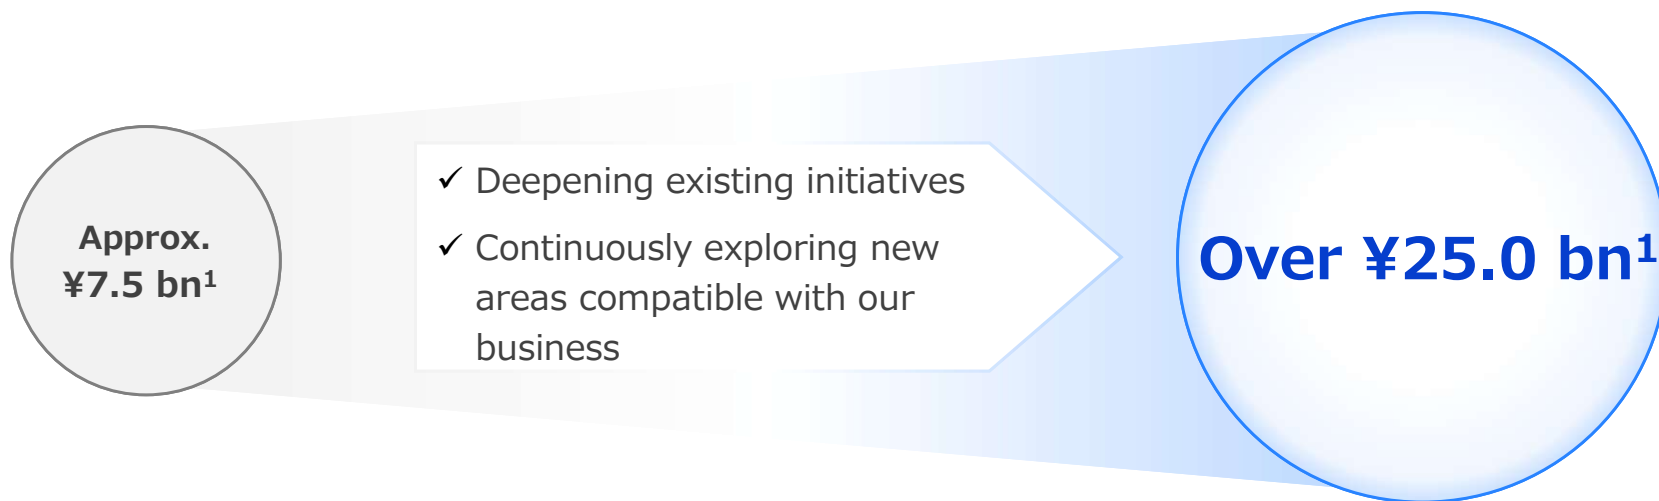 Approx.
¥7.5 bn¹
✓ Deepening existing initiatives
✓ Continuously exploring new
areas compatible with our
business
Over ¥25.0 bn¹